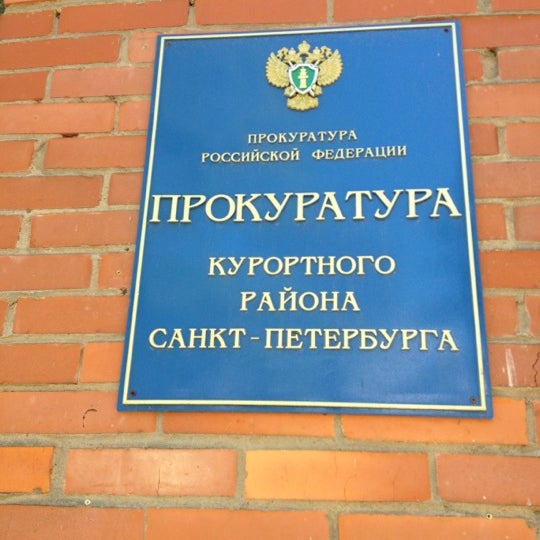 ПРОКУРАТУРА
РОССИЙСКОЙ ФЕДЕРАЦИИ
ПРОКУРАТУРА
КУРОРТНОГО
РАЙОНА
САНКТ-ПЕТЕРБУРГА